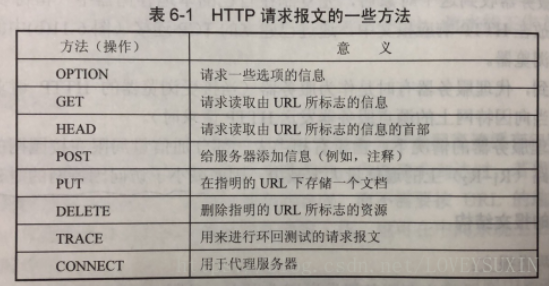 表 6-1 HTTP 请求报文的一些方法
方法（操作） 意 义
OPTION 请求一些选项的信息
GET 请求读取由 URL 所标志的信息
HEAD 请求读取由 URL 所标志的信息的首部
POST 给服务器添加信息（例如，注释）
PUT 在指明的 URL 下存储一个文档
DELETE 删除指明的 URL 所标志的资源
TRACE 用来进行环回测试的请求报文
CONNECT 用于代理服务器